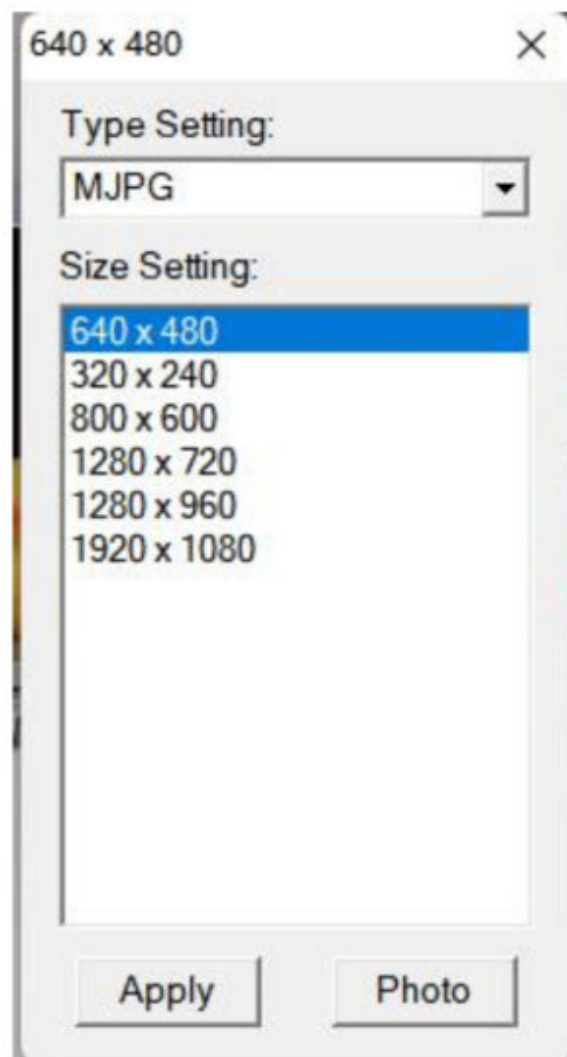 640 x 480
Type Setting:
MJPG
Size Setting:
640 x 480
320 x 240
800 x 600
1280 x 720
1280 x 960
1920 x 1080
Apply Photo